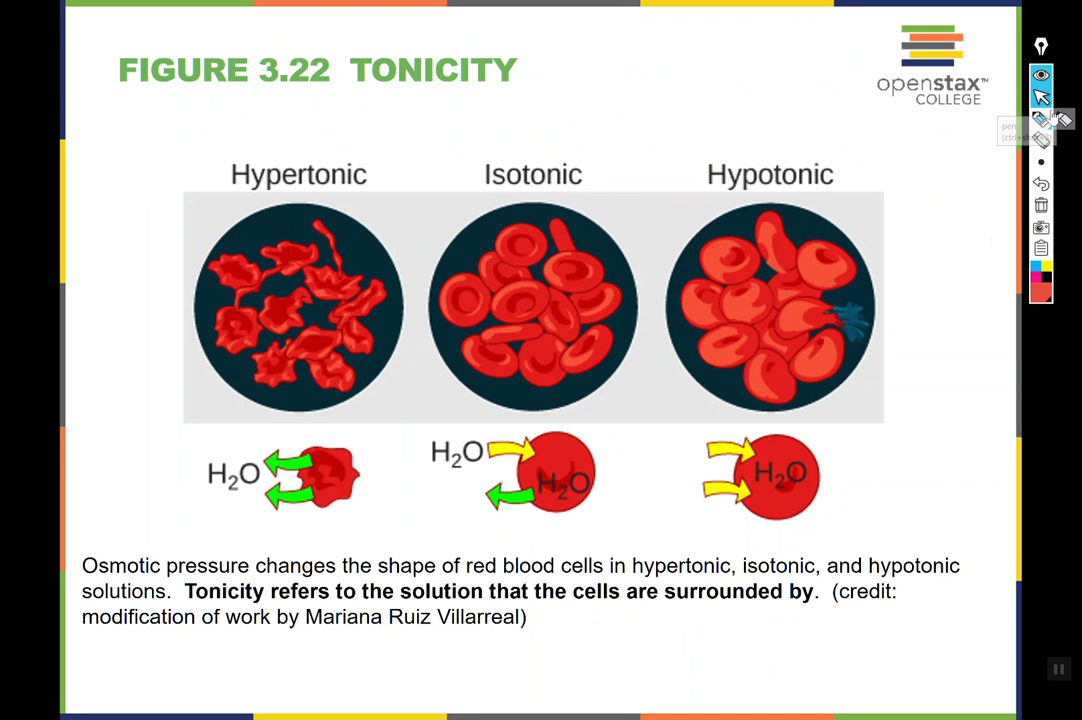 FIGURE 3.22 TONICITY
openstax™
COLLEGE
Hypertonic
Isotonic
Hypotonic
H₂O
H₂O
H₂O
H₂O
Osmotic pressure changes the shape of red blood cells in hypertonic, isotonic, and hypotonic
solutions. Tonicity refers to the solution that the cells are surrounded by. (credit:
modification of work by Mariana Ruiz Villarreal)